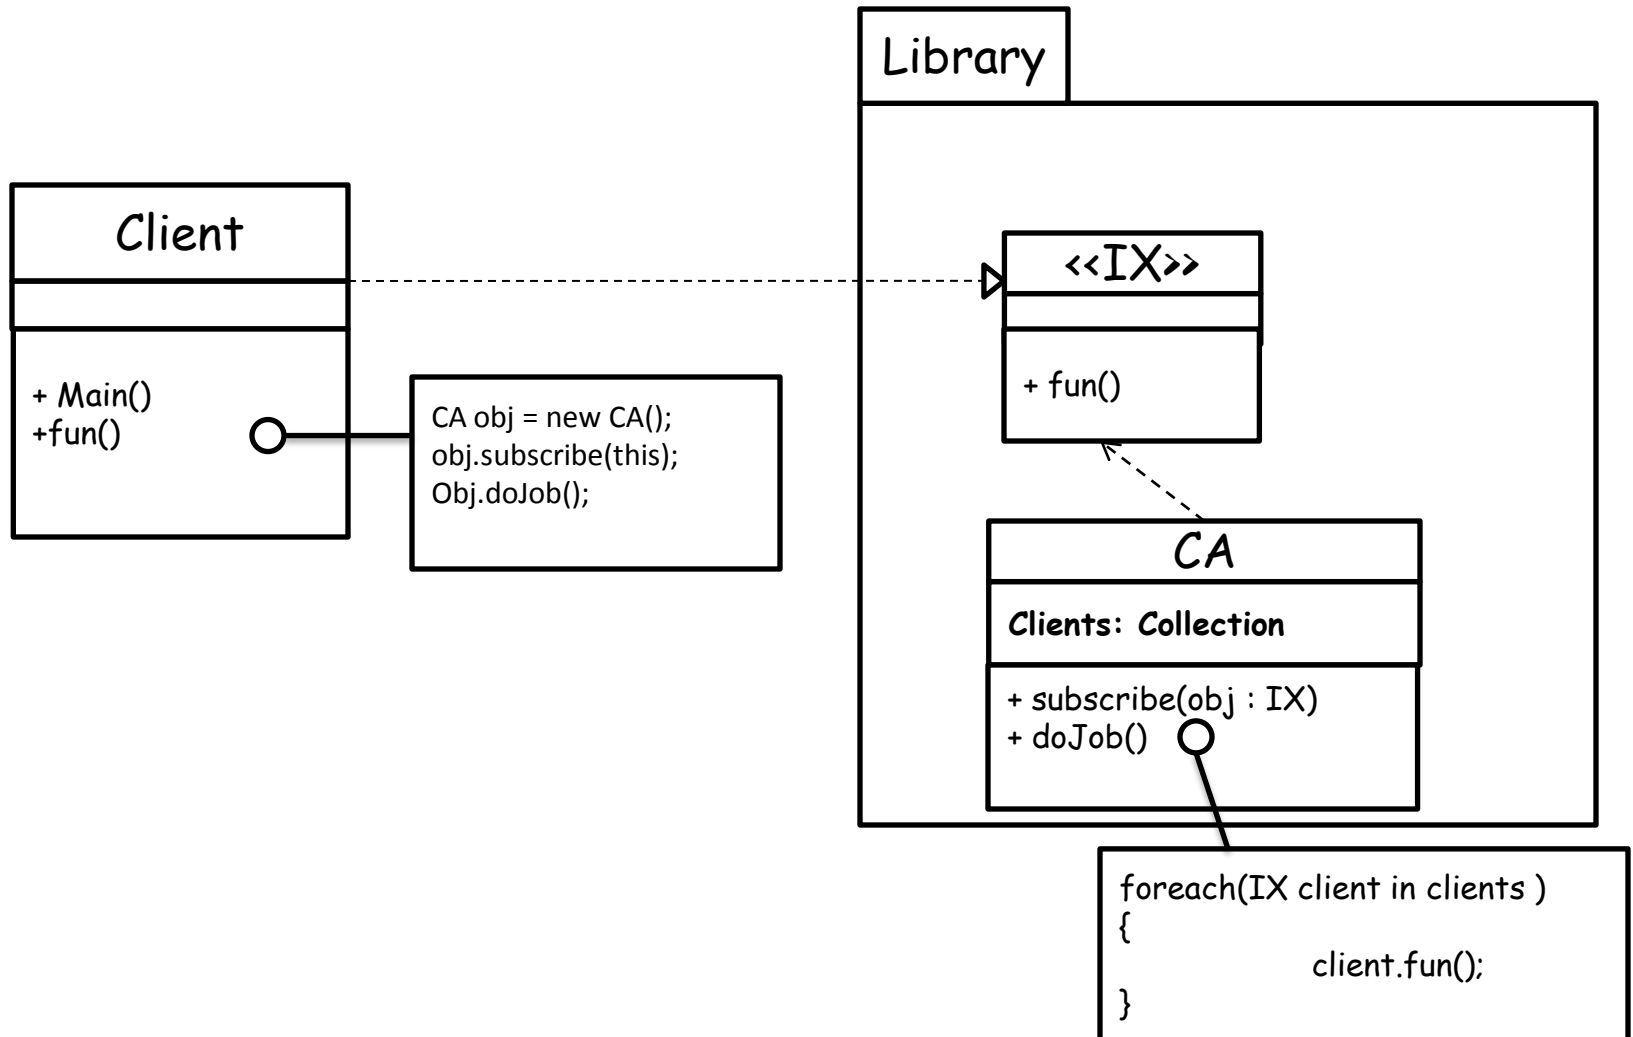 Library
Client
<<IX>>
+ Main()
+fun()
+ fun()
CA obj = new CA();
obj.subscribe(this);
Obj.doJob();
CA
Clients: Collection
+ subscribe(obj : IX)
+ doJob()
foreach(IX client in clients )
{
client.fun();
}